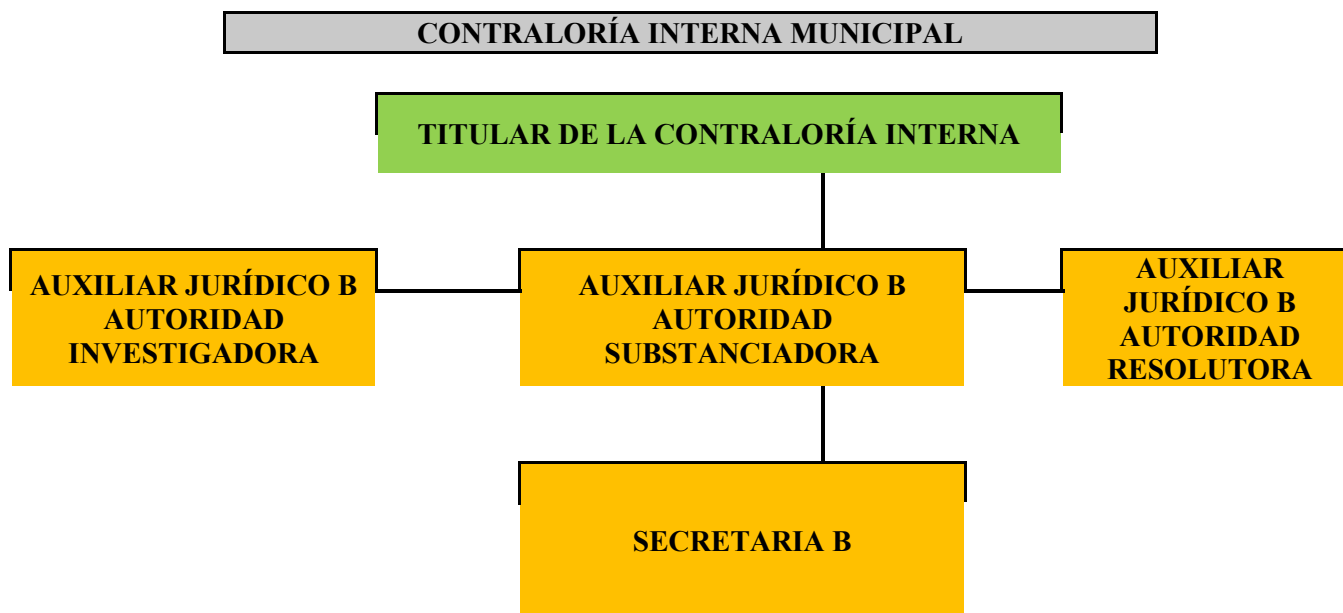 CONTRALORÍA INTERNA MUNICIPAL
TITULAR DE LA CONTRALORÍA INTERNA
AUXILIAR JURÍDICO B
AUTORIDAD
INVESTIGADORA
AUXILIAR JURÍDICO B
AUTORIDAD
SUBSTANCIADORA
AUXILIAR
JURÍDICO B
AUTORIDAD
RESOLUTORA
SECRETARIA B